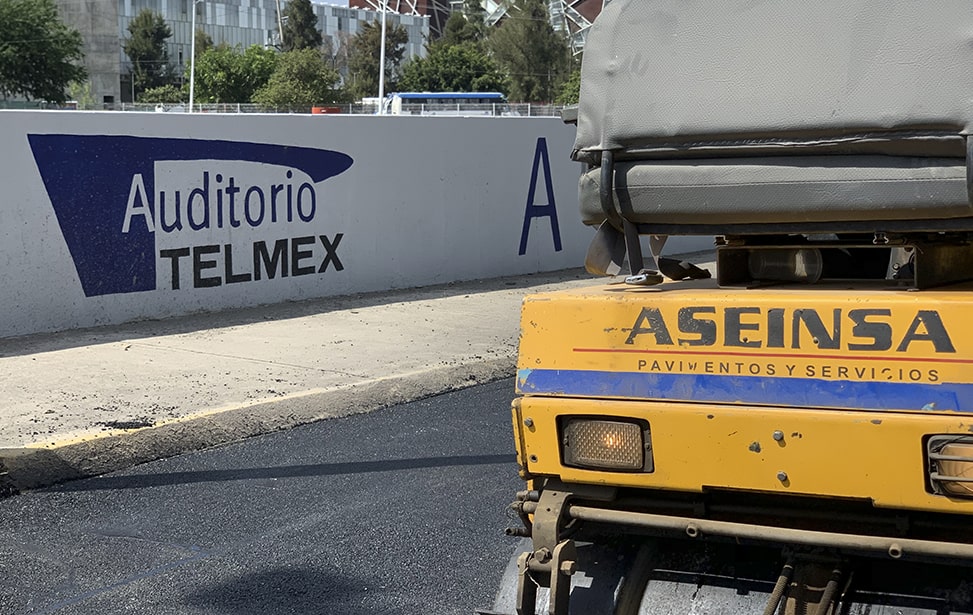 Auditorio
TELMEX
A
ASEINSA
PAVIMENTOS Y SERVICIOS